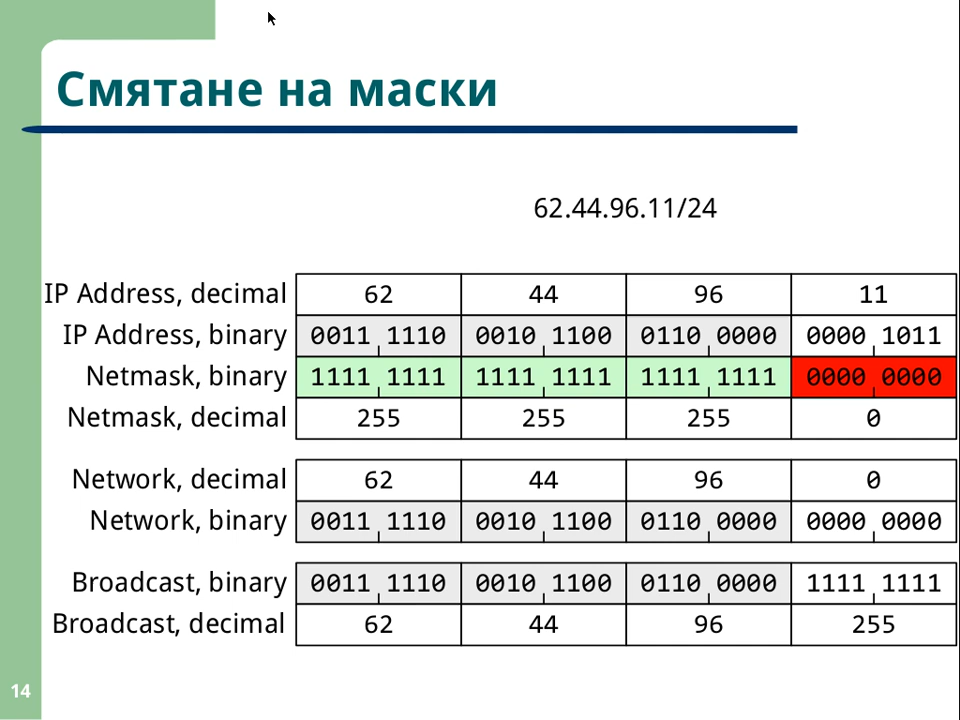 Смятане на маски
62.44.96.11/24
IP Address, decimal 62 44 96 11
IP Address, binary 0011 1110 0010 1100 0110 0000 0000 1011
Netmask, binary 1111 1111 1111 1111 1111 1111 0000 0000
Netmask, decimal 255 255 255 0
Network, decimal 62 44 96 0
Network, binary 0011 1110 0010 1100 0110 0000 0000 0000
Broadcast, binary 0011 1110 0010 1100 0110 0000 1111 1111
Broadcast, decimal 62 44 96 255
14